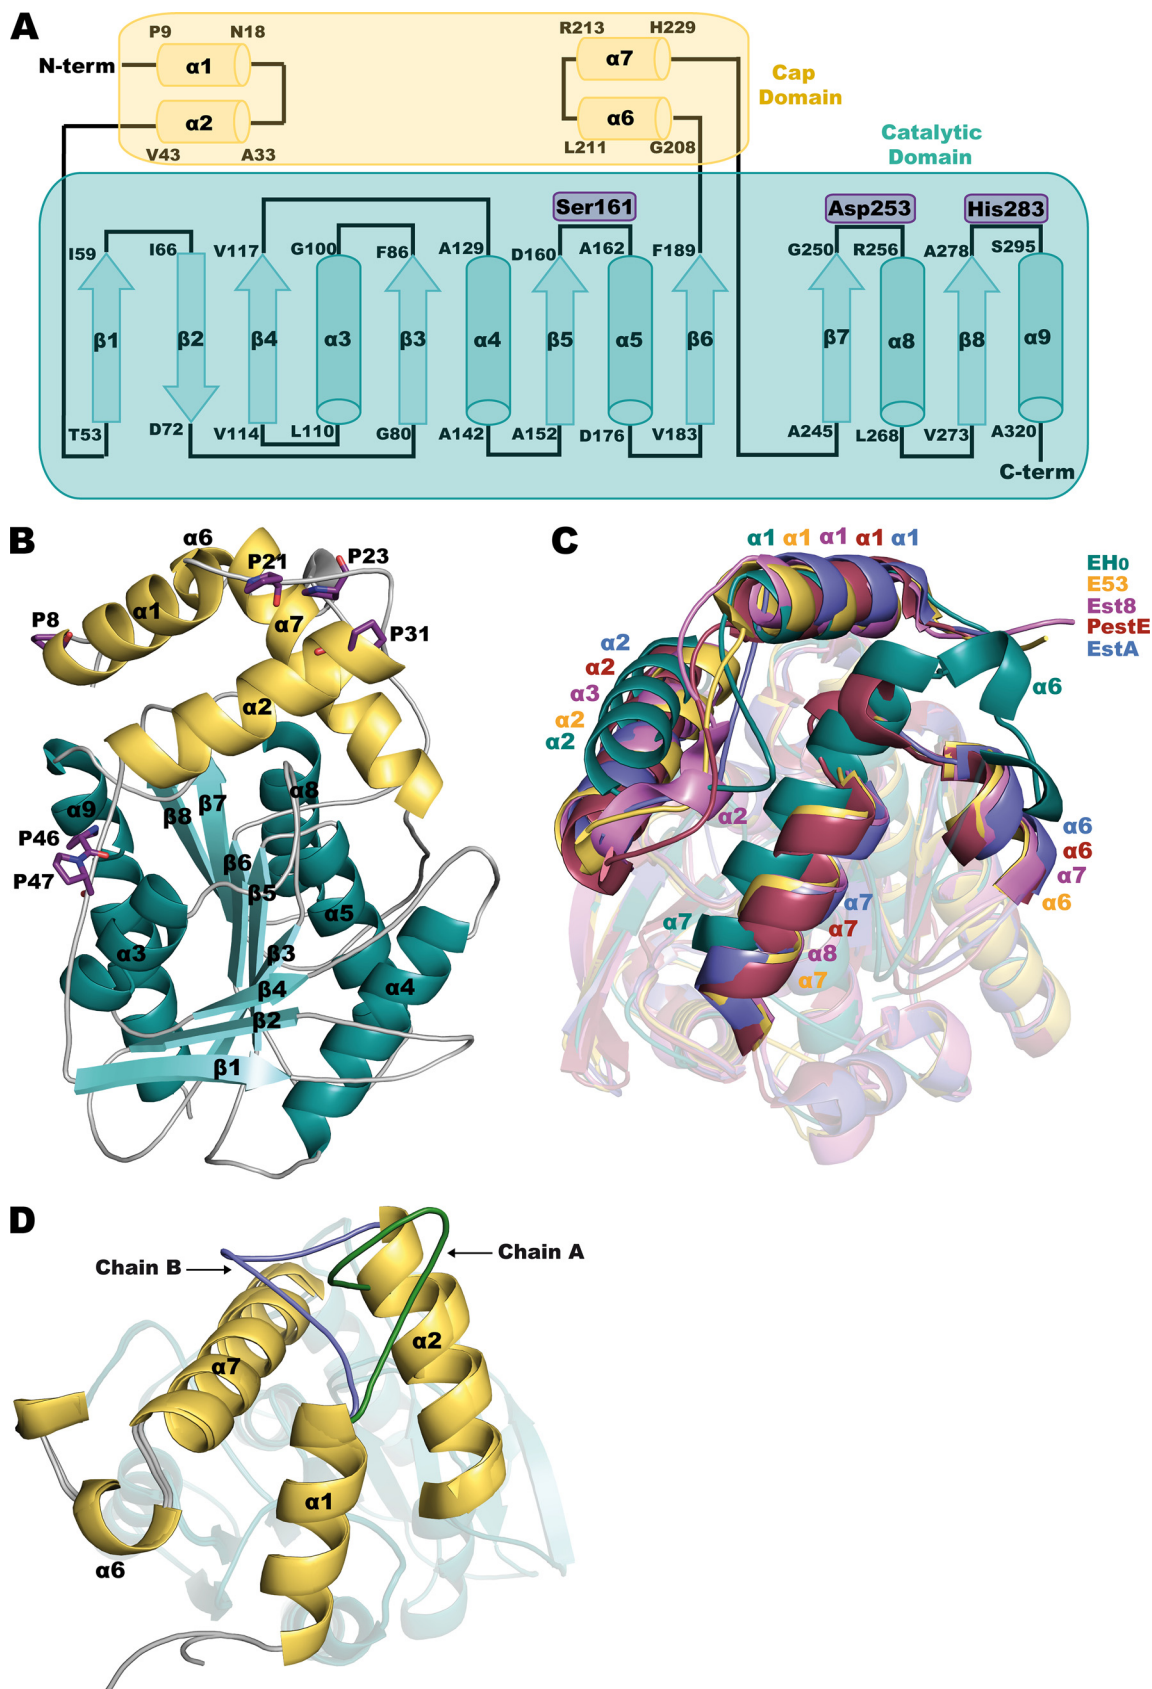 A
P9 N18
R213 H229
N-term
α1
α7
Cap
Domain
α2
α6
V43 A33
L211 G208
Catalytic
Domain
Ser161
Asp253
His283
I59 I66 V117 G100 F86 A129 D160 A162 F189 G250 R256 A278 S295
β1 β2 β4 α3 β3 α4 β5 α5 β6 β7 α8 β8 α9
T53 D72 V114 L110 G80 A142 A152 D176 V183 A245 L268 V273 A320
C-term
B
α6
P21
P23
P8
α1
α7
P31
α2
α9
β8
β7
α8
P46
P47
β6
β5
α5
α3
β3
β4
α4
β2
β1
C
α1 α1 α1 α1 α1
EH0
E53
Est8
PestE
EstA
α2
α2
α3
α2
α2
α6
α2
α6
α6
α7
α6
α7
α7
α7
α8
α7
D
Chain B
Chain A
α2
α7
α1
α6